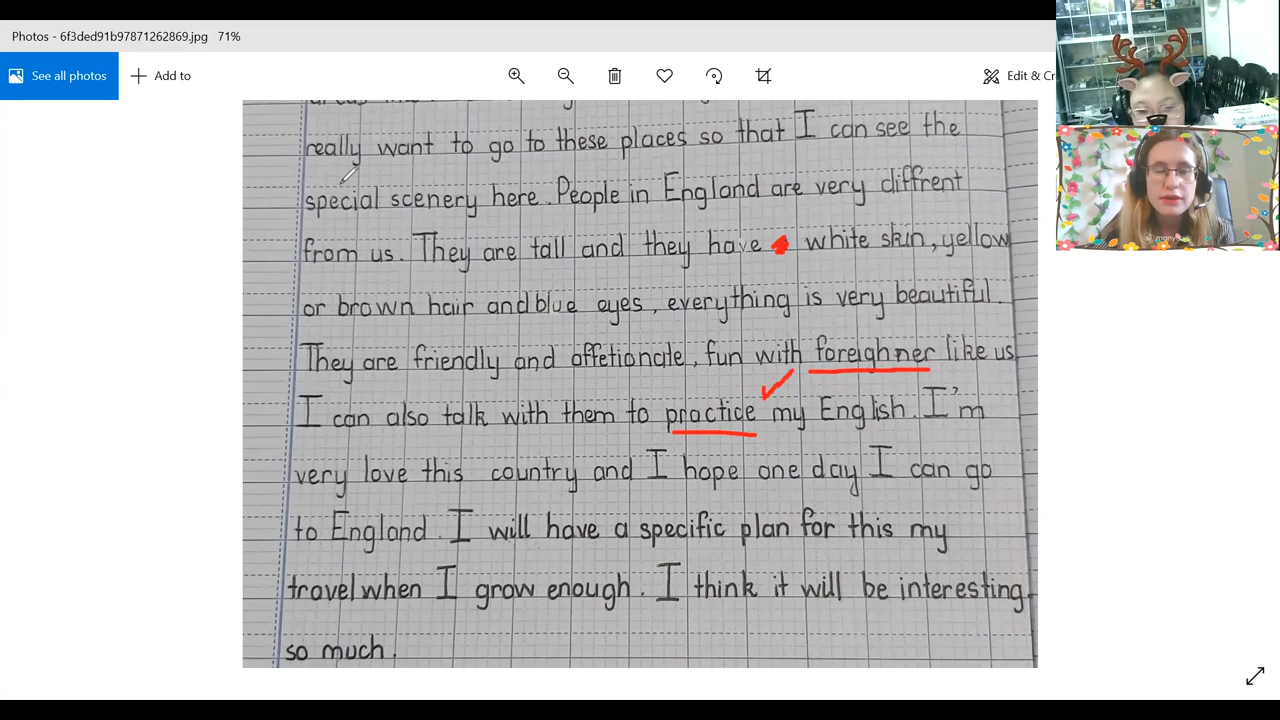 Photos - 6f3ded91b97871262869.jpg 71%
See all photos
Add to
Edit & Cr
really want to go to these places so that I can see the
special scenery here. People in England are very diffrent
from us. They are tall and they have white skin, yellow
or brown hair and blue eyes, everything is very beautiful.
They are friendly and affetionate, fun with foreighner like us
I can also talk with them to practice my English. I'm
very love this country and I hope one day I can go
to England. I will have a specific plan for this my
travel when I grow enough. I think it will be interesting
so much.